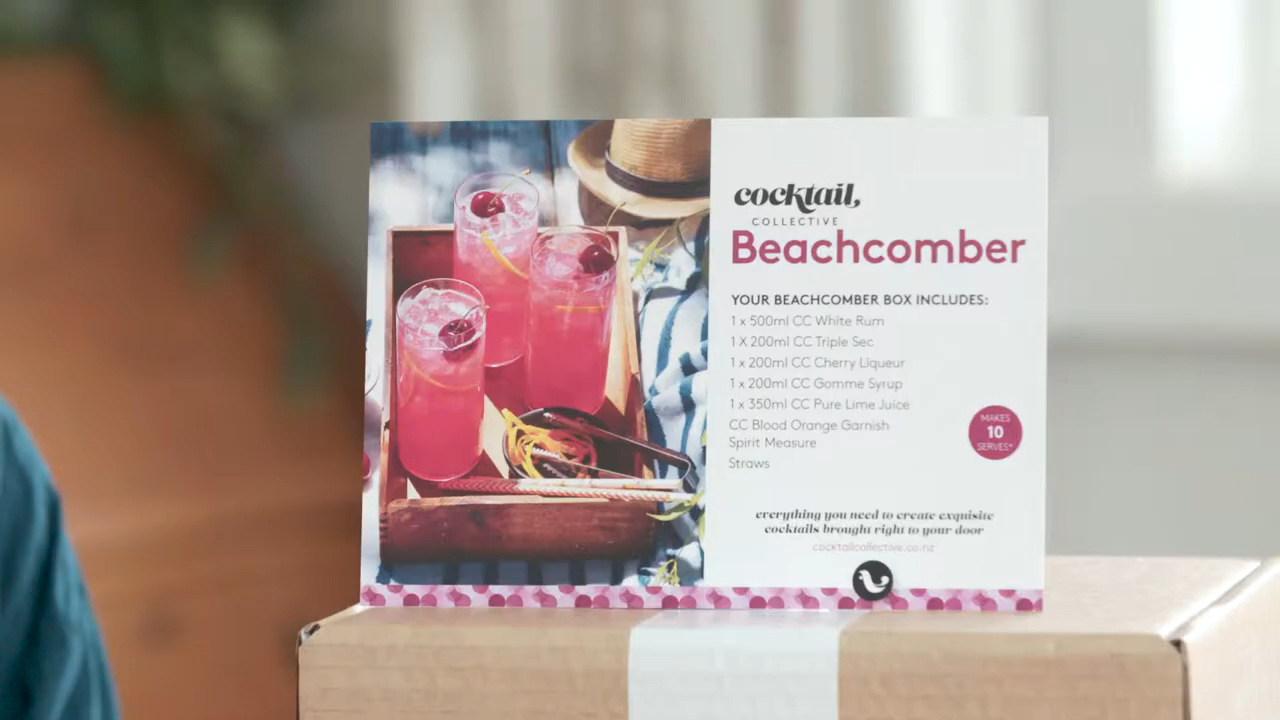 cocktail
COLLECTIVE
Beachcomber
YOUR BEACHCOMBER BOX INCLUDES:
1 x 500ml CC White Rum
1 X 200ml CC Triple Sec
1 x 200ml CC Cherry Liqueur
1 x 200ml CC Gomme Syrup
1 x 350ml CC Pure Lime Juice
CC Blood Orange Garnish
Spirit Measure
Straws
MAKES
10
SERVES*
everything you need to create exquisite
cocktails brought right to your door
cocktailcollective.co.nz